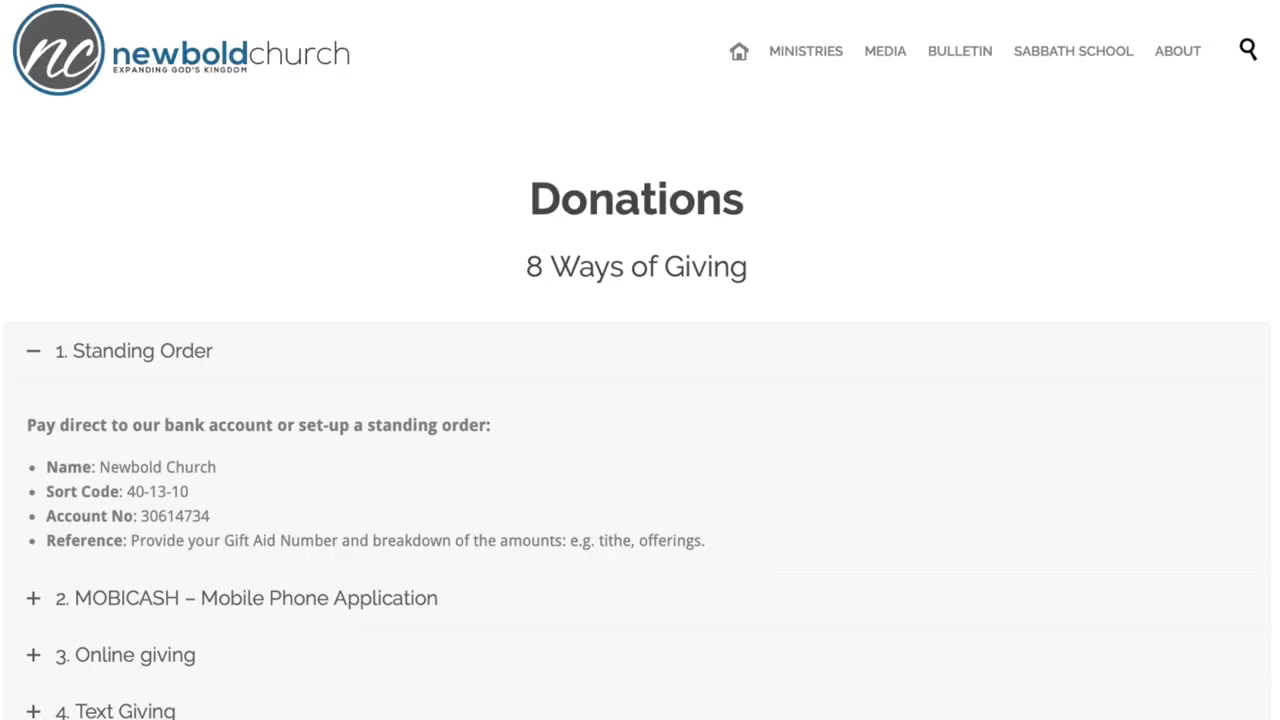 nc
newboldchurch
EXPANDING GOD'S KINGDOM
MINISTRIES MEDIA BULLETIN SABBATH SCHOOL ABOUT
Donations
8 Ways of Giving
− 1. Standing Order
Pay direct to our bank account or set-up a standing order:
• Name: Newbold Church
• Sort Code: 40-13-10
• Account No: 30614734
• Reference: Provide your Gift Aid Number and breakdown of the amounts: e.g. tithe, offerings.
+ 2. MOBICASH – Mobile Phone Application
+ 3. Online giving
+ 4. Text Giving